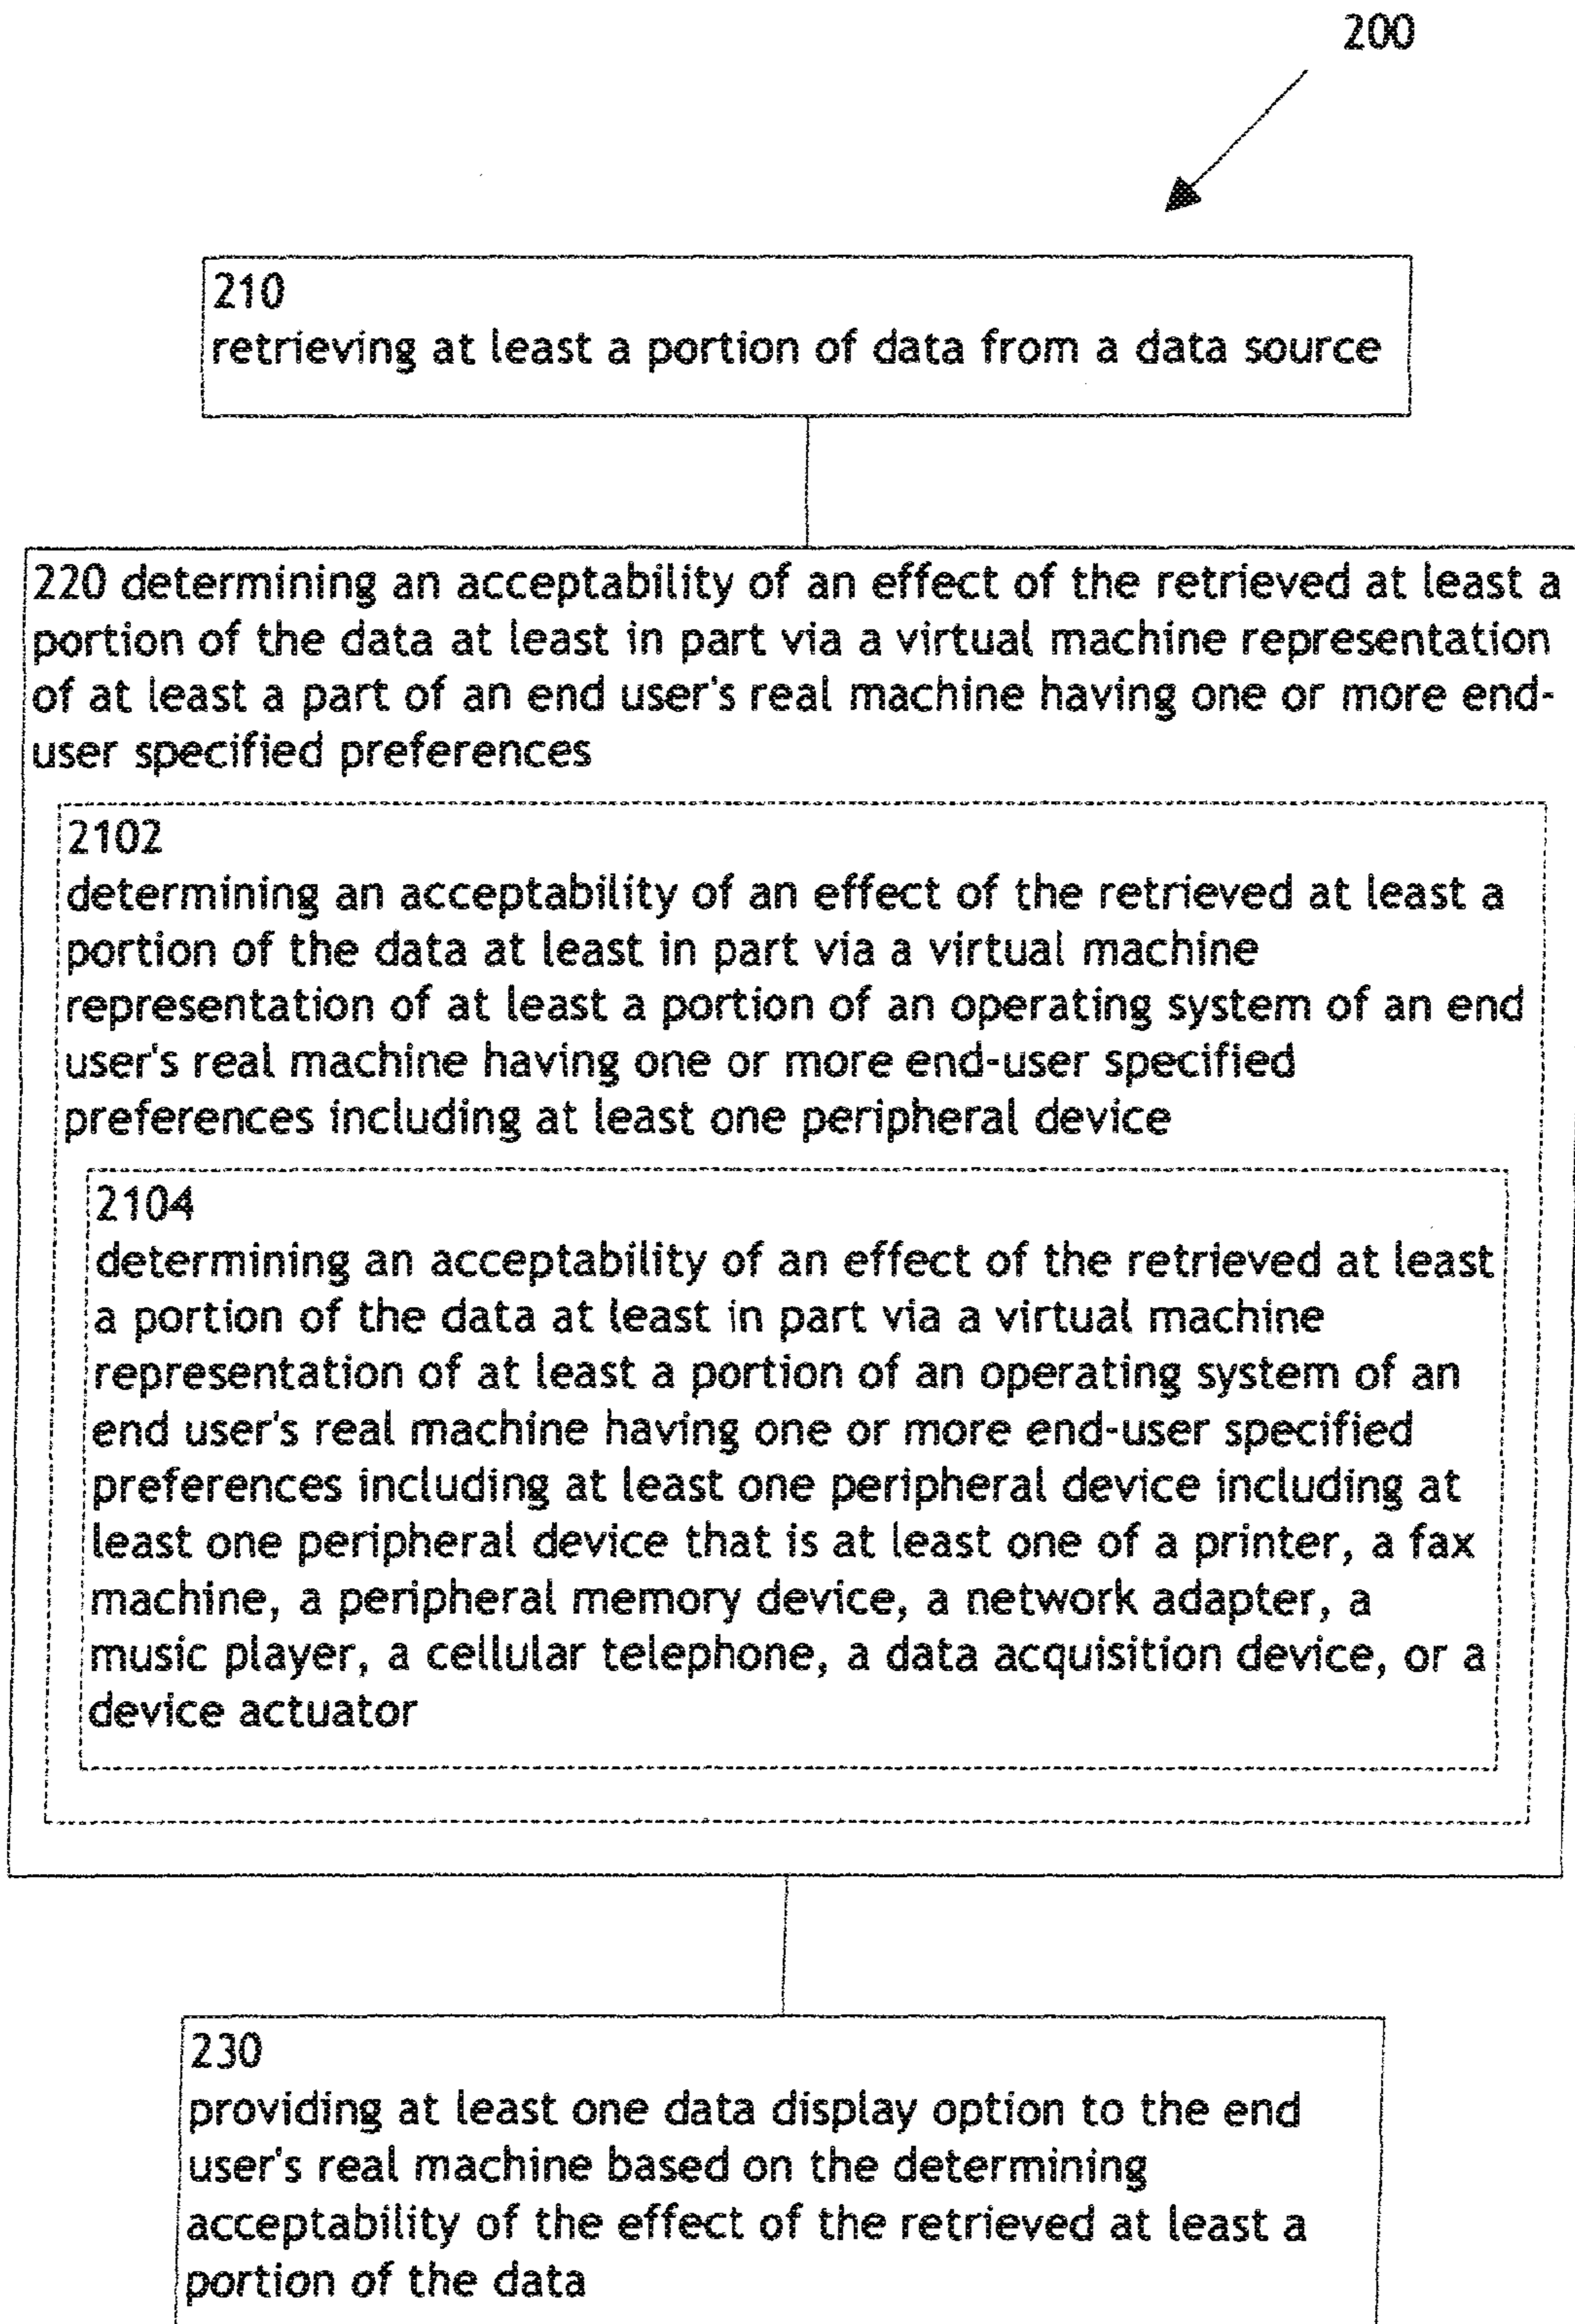 200
210
retrieving at least a portion of data from a data source
220 determining an acceptability of an effect of the retrieved at least a
portion of the data at least in part via a virtual machine representation
of at least a part of an end user's real machine having one or more end-
user specified preferences
2102
determining an acceptability of an effect of the retrieved at least a
portion of the data at least in part via a virtual machine
representation of at least a portion of an operating system of an end
user's real machine having one or more end-user specified
preferences including at least one peripheral device
2104
determining an acceptability of an effect of the retrieved at least
a portion of the data at least in part via a virtual machine
representation of at least a portion of an operating system of an
end user's real machine having one or more end-user specified
preferences including at least one peripheral device including at
least one peripheral device that is at least one of a printer, a fax
machine, a peripheral memory device, a network adapter, a
music player, a cellular telephone, a data acquisition device, or a
device actuator
230
providing at least one data display option to the end
user's real machine based on the determining
acceptability of the effect of the retrieved at least a
portion of the data